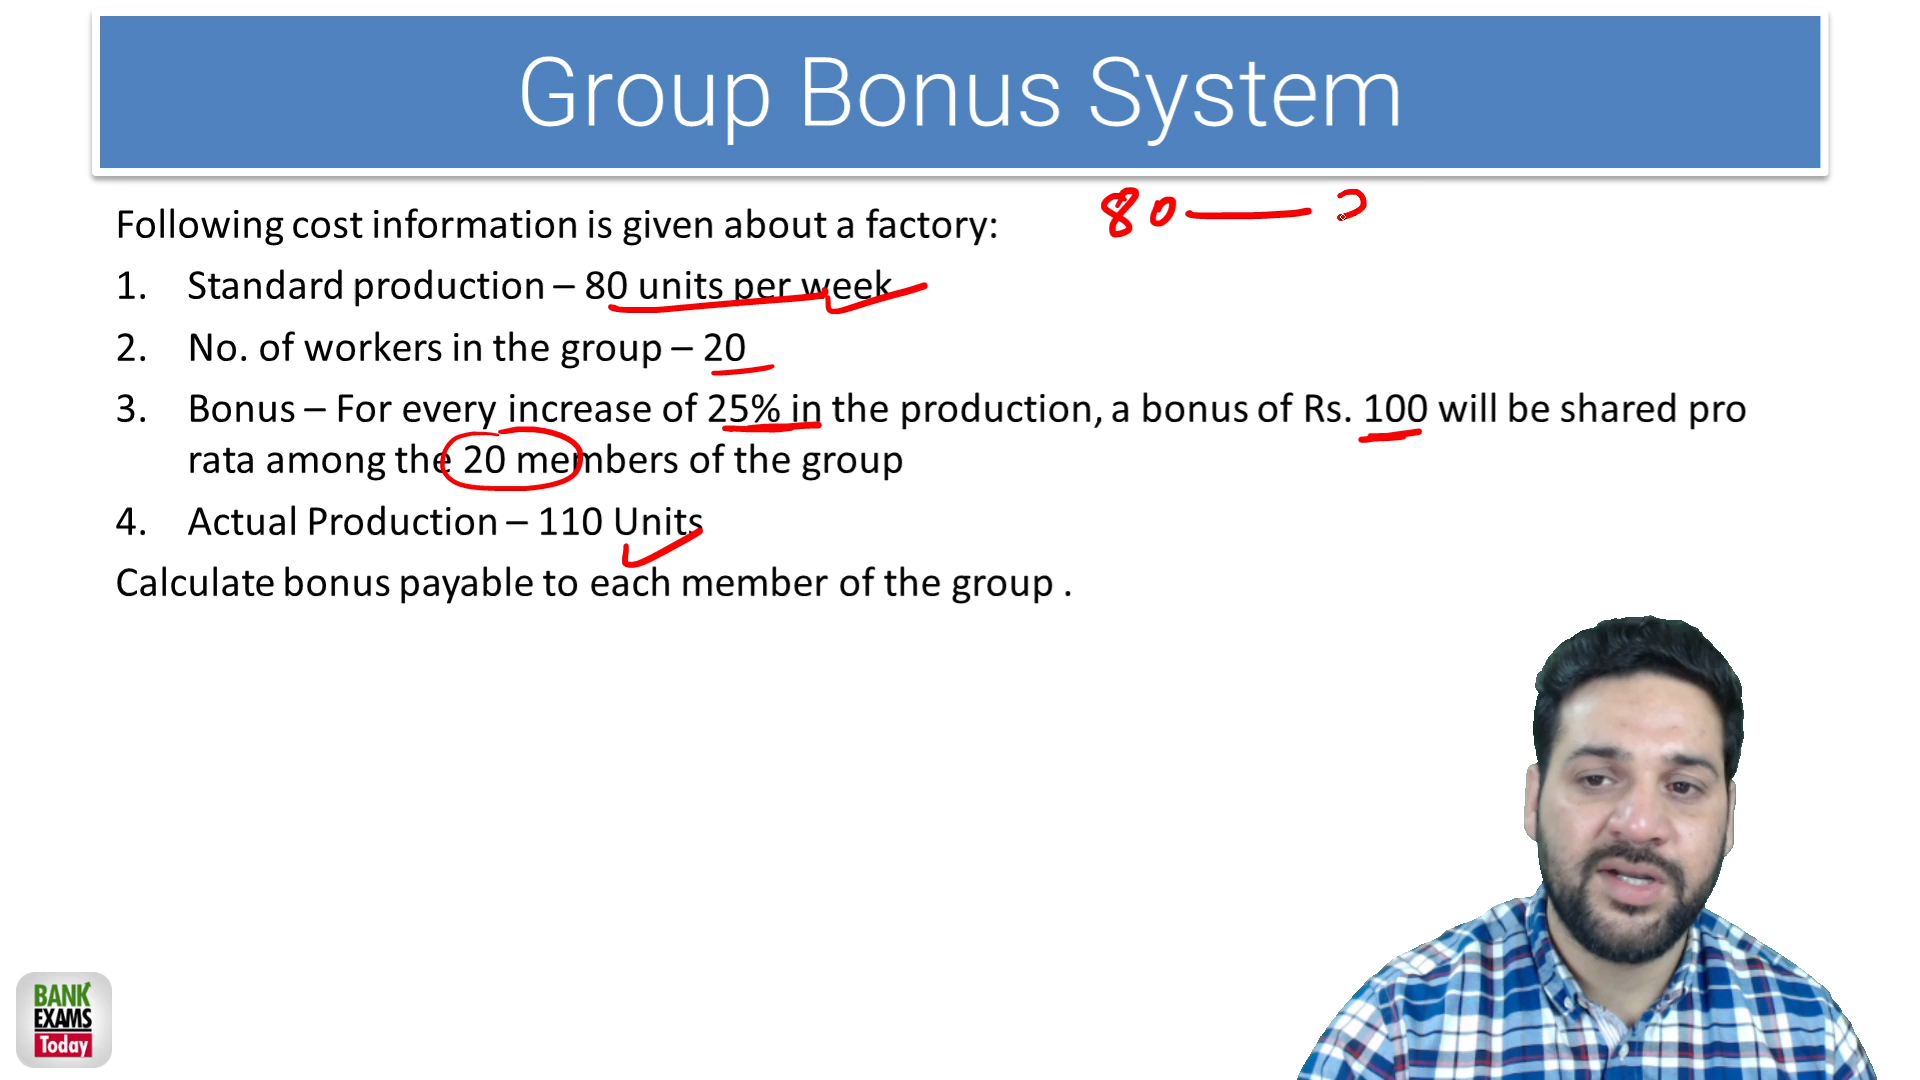 Group Bonus System
80 — ?
Following cost information is given about a factory:
1. Standard production – 80 units per week
2. No. of workers in the group – 20
3. Bonus – For every increase of 25% in the production, a bonus of Rs. 100 will be shared pro
rata among the 20 members of the group
4. Actual Production – 110 Units
Calculate bonus payable to each member of the group .
BANK
EXAMS
Today